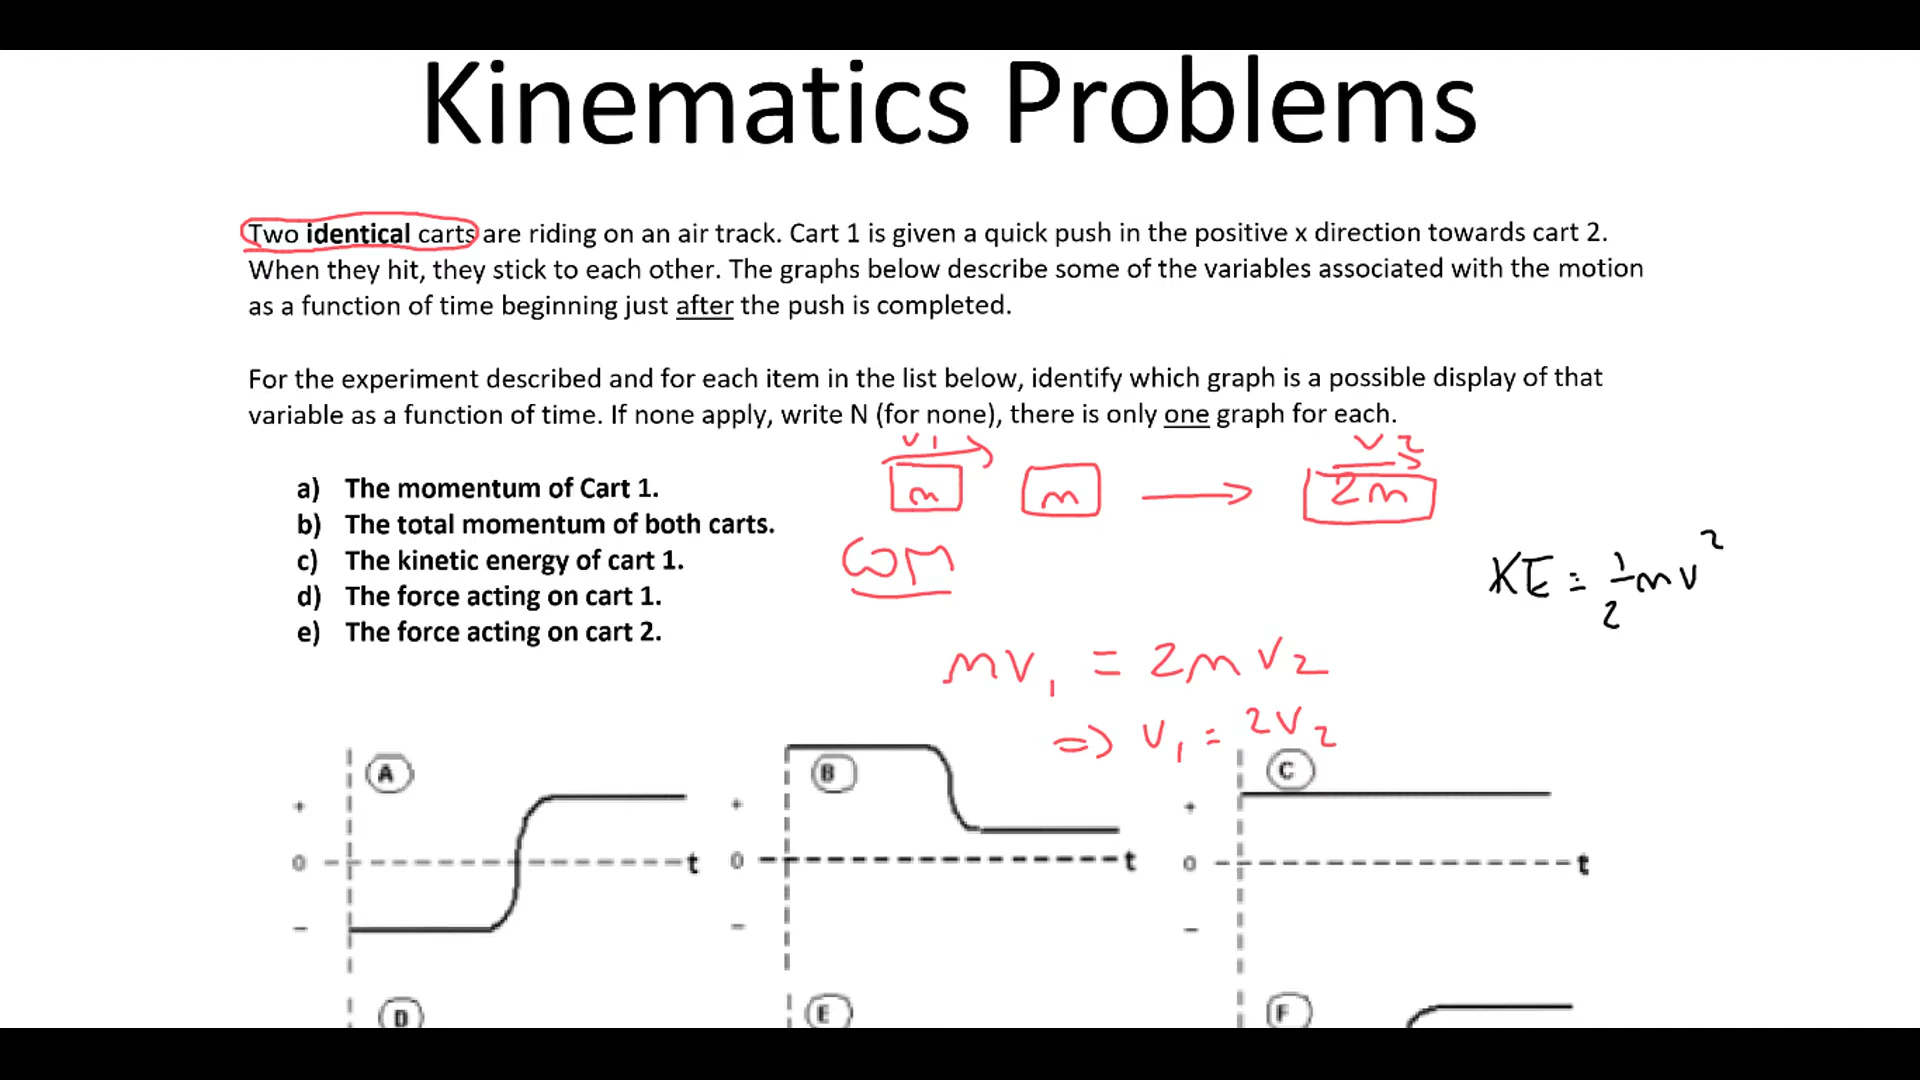 Kinematics Problems
Two identical carts are riding on an air track. Cart 1 is given a quick push in the positive x direction towards cart 2.
When they hit, they stick to each other. The graphs below describe some of the variables associated with the motion
as a function of time beginning just after the push is completed.
For the experiment described and for each item in the list below, identify which graph is a possible display of that
variable as a function of time. If none apply, write N (for none), there is only one graph for each.
v1 v2
m m → 2m
a) The momentum of Cart 1.
b) The total momentum of both carts.
c) The kinetic energy of cart 1.
d) The force acting on cart 1.
e) The force acting on cart 2.
COM
KE = 1/2 mv²
mv₁ = 2mv2
⇒ v₁ = 2v₂
A
+
0 t
–
B
+
0 t
–
C
+
0 t
–
D E F